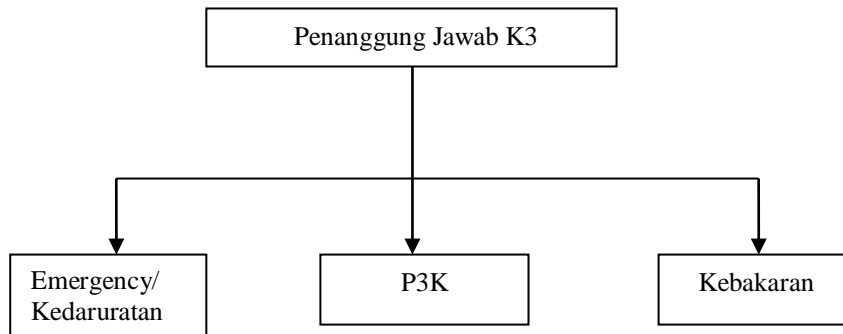 Penanggung Jawab K3
Emergency/
Kedaruratan
P3K
Kebakaran